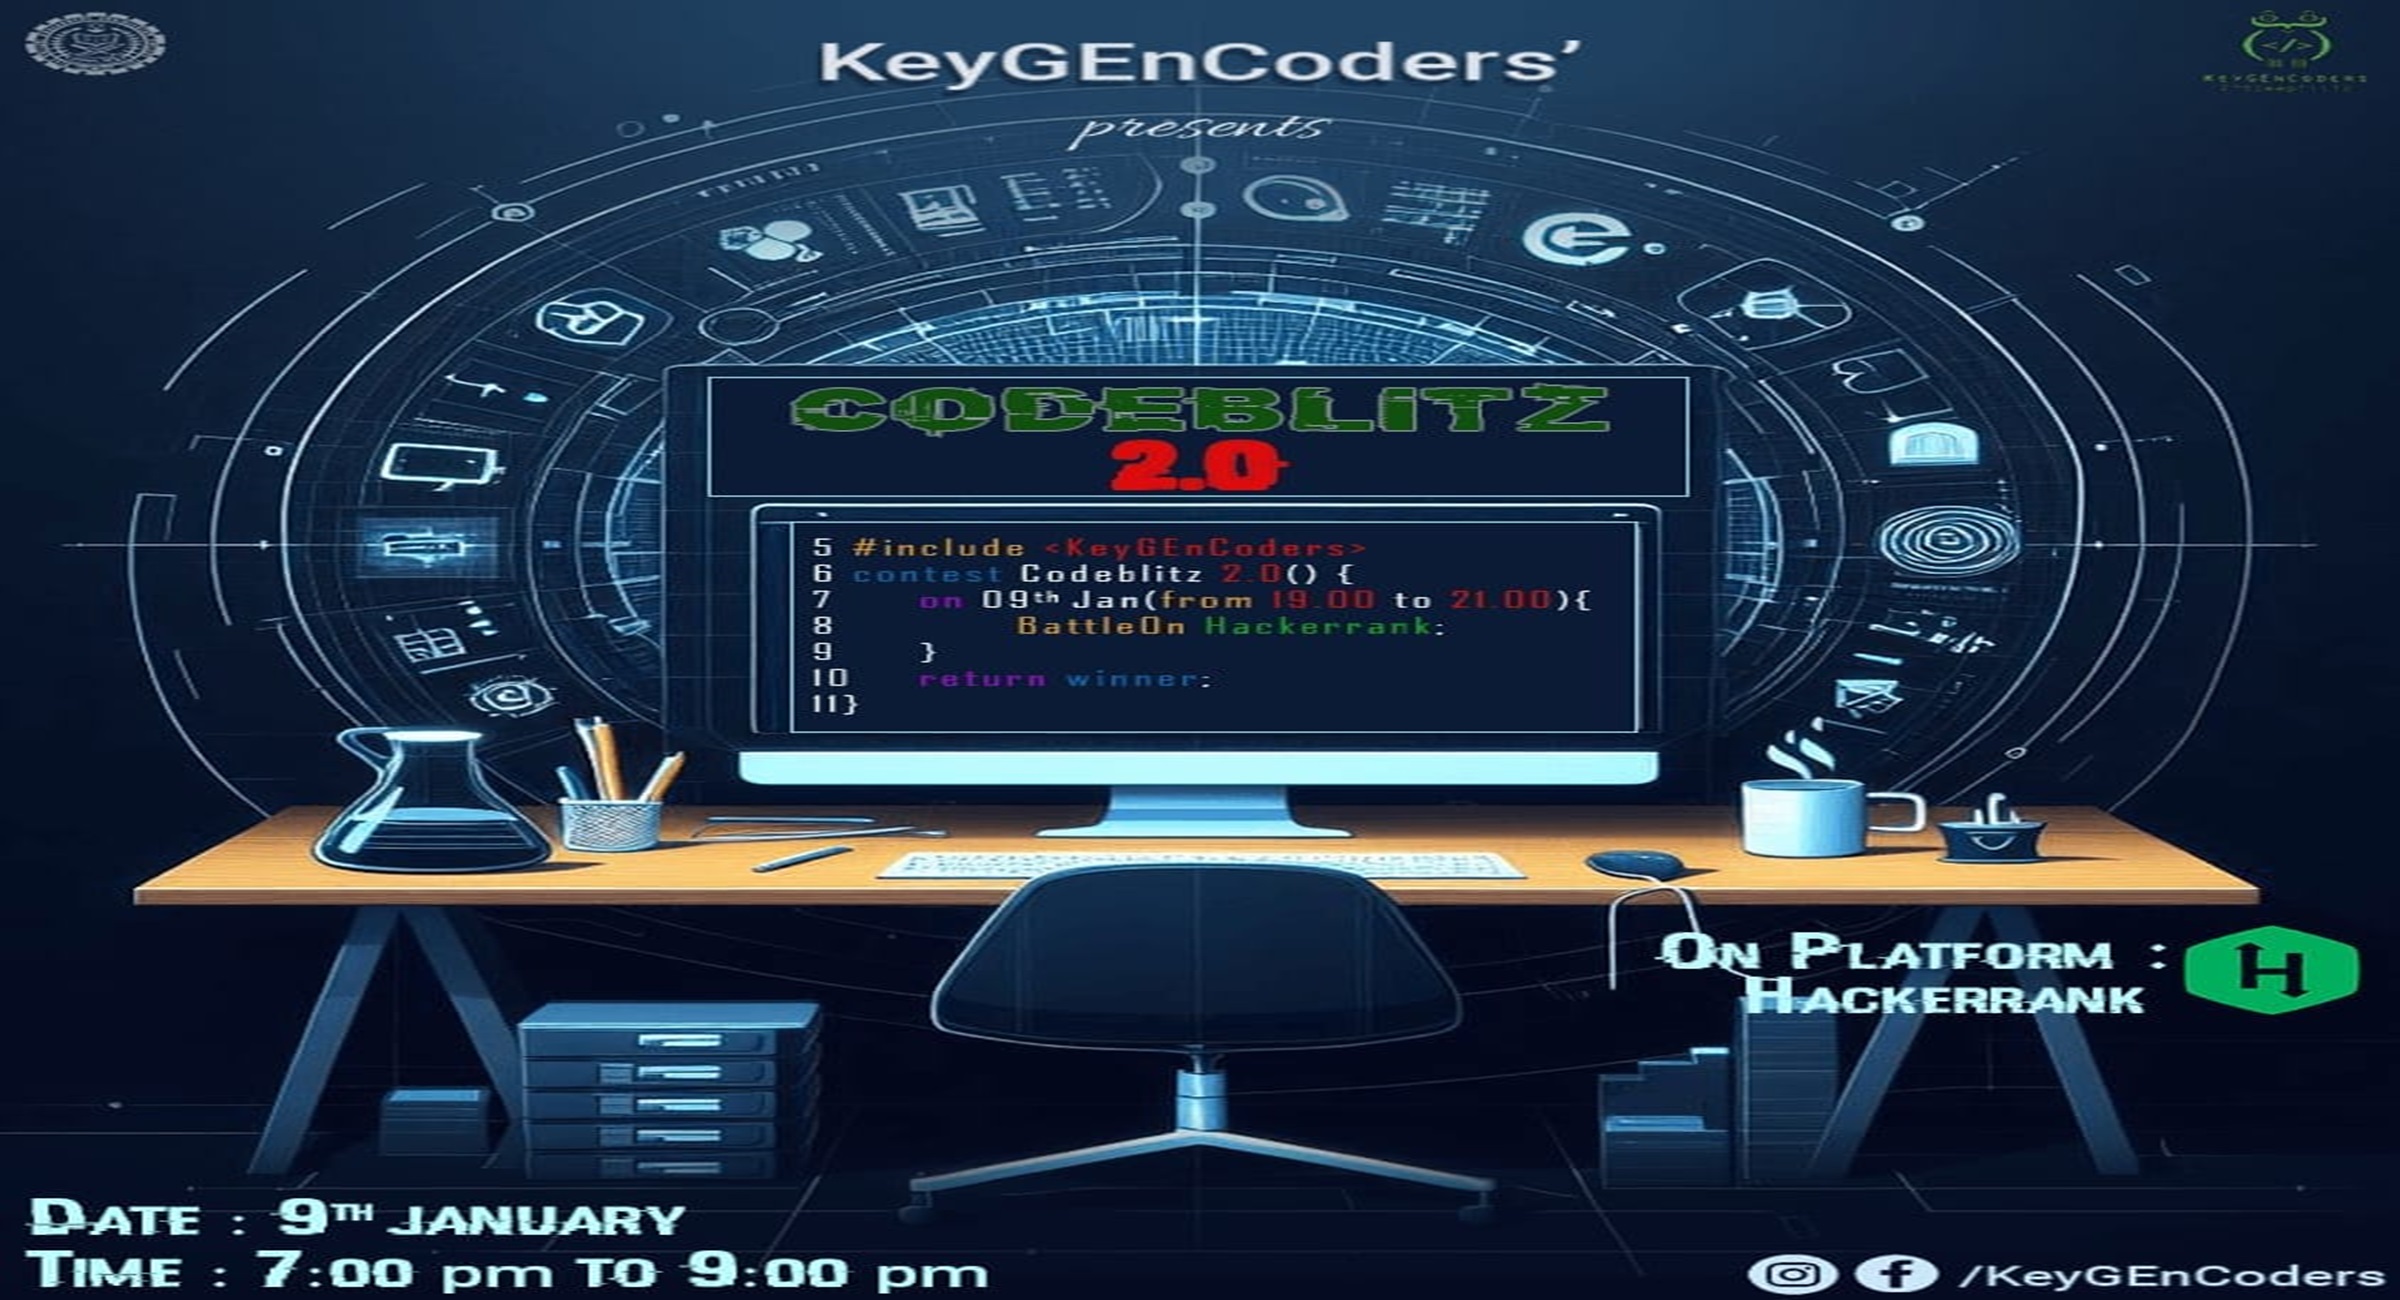 KeyGEnCoders'
KEYGENCODERS
presents
CODEBLiTZ
2.0
5 #include <KeyGEnCoders>
6 contest Codeblitz 2.0() {
7 on 09th Jan(from 19.00 to 21.00){
8 BattleOn Hackerrank;
9 }
10 return winner;
11}
ON PLATFORM :
HACKERRANK
H
DATE : 9TH JANUARY
TIME : 7:00 pm TO 9:00 pm
/KeyGEnCoders